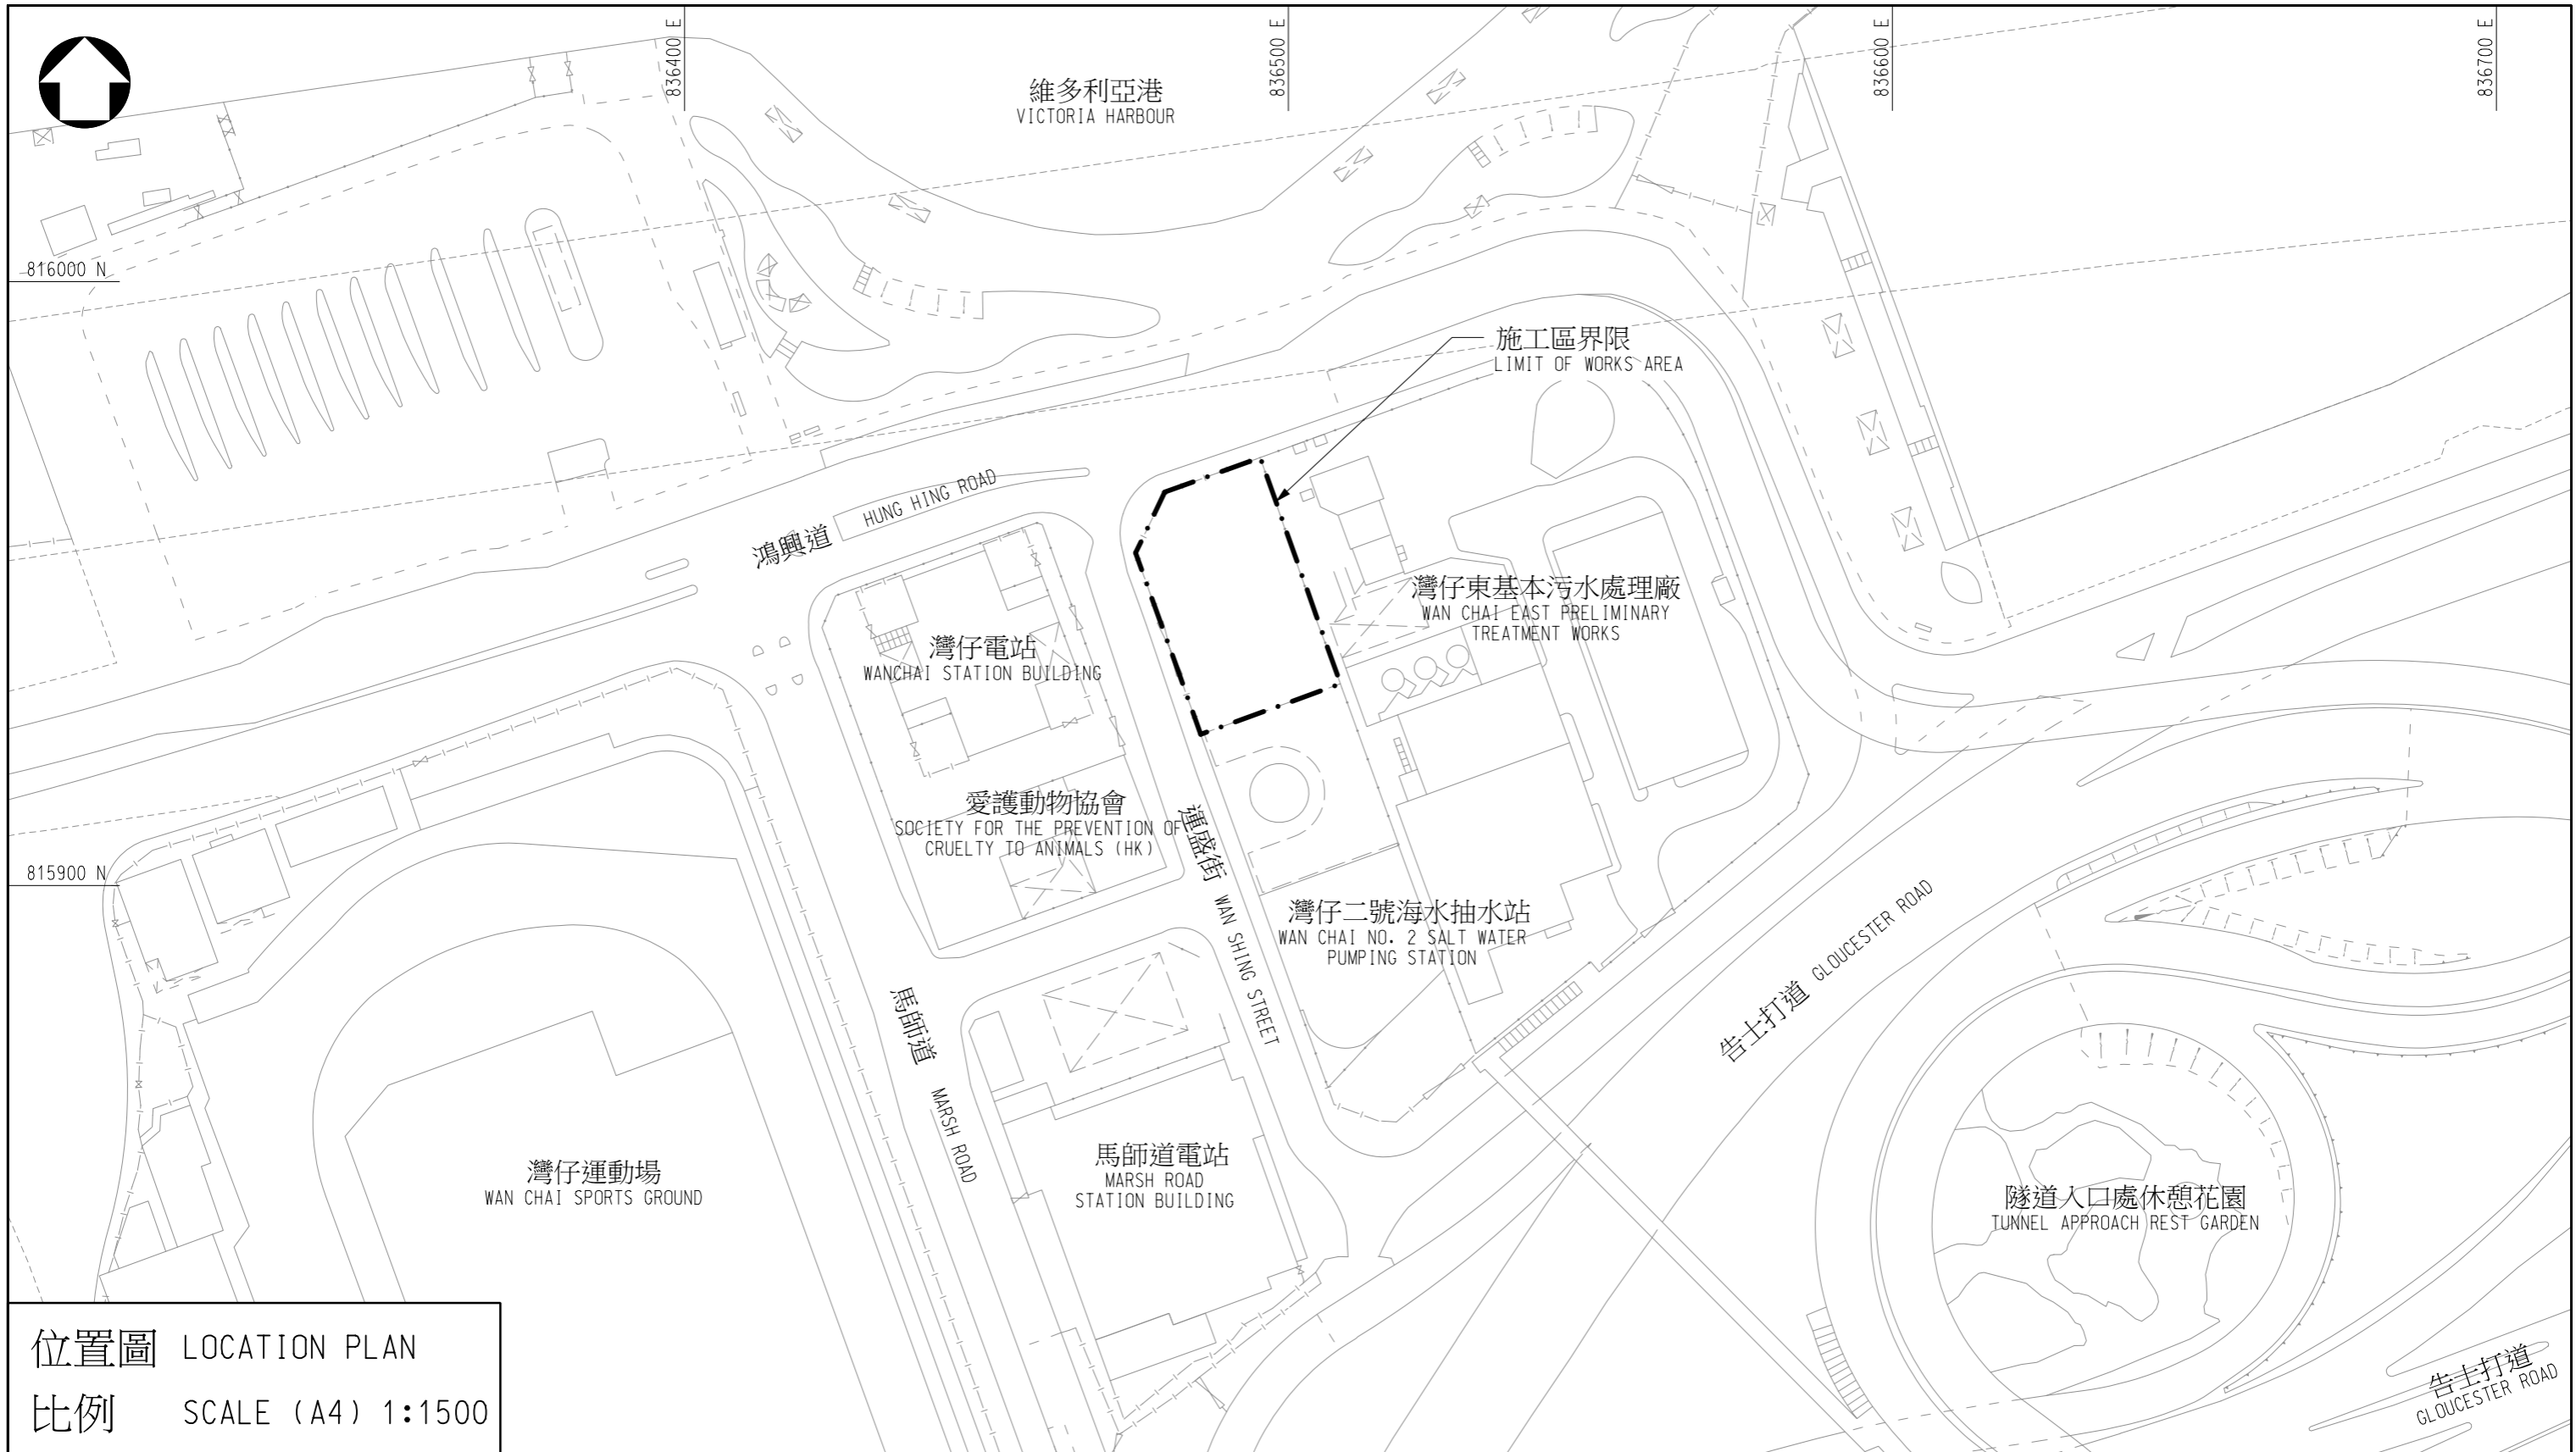 836400 E
836500 E
836600 E
836700 E
維多利亞港
VICTORIA HARBOUR
816000 N
施工區界限
LIMIT OF WORKS AREA
鴻興道 HUNG HING ROAD
灣仔東基本污水處理廠
WAN CHAI EAST PRELIMINARY
TREATMENT WORKS
灣仔電站
WANCHAI STATION BUILDING
愛護動物協會
SOCIETY FOR THE PREVENTION OF
CRUELTY TO ANIMALS (HK)
運盛街 WAN SHING STREET
815900 N
灣仔二號海水抽水站
WAN CHAI NO. 2 SALT WATER
PUMPING STATION
告士打道 GLOUCESTER ROAD
馬師道 MARSH ROAD
馬師道電站
MARSH ROAD
STATION BUILDING
灣仔運動場
WAN CHAI SPORTS GROUND
隧道入口處休憩花園
TUNNEL APPROACH REST GARDEN
告士打道
GLOUCESTER ROAD
位置圖 LOCATION PLAN
比例 SCALE (A4) 1:1500